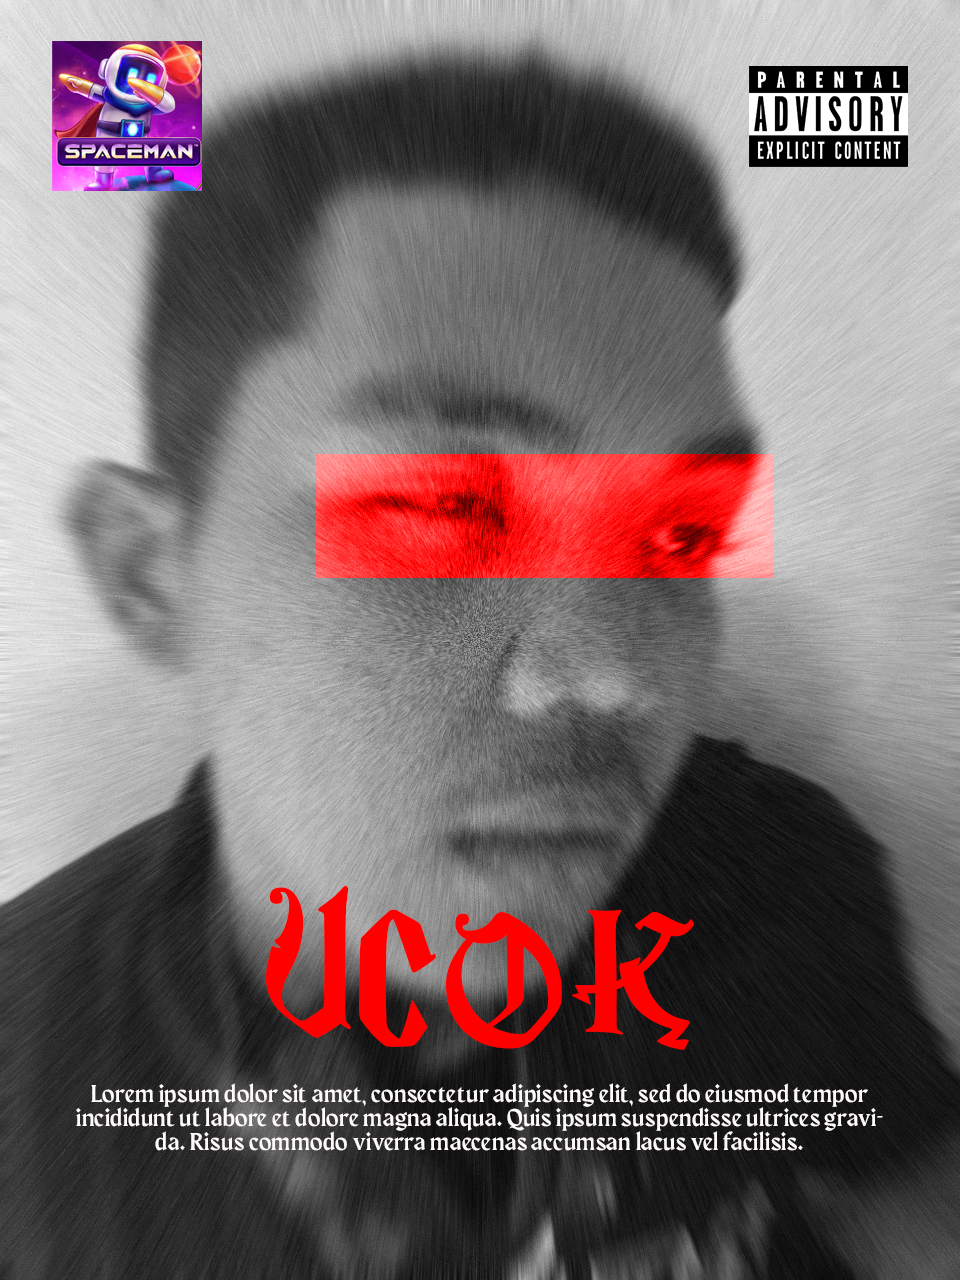 SPACEMAN™
PARENTAL
ADVISORY
EXPLICIT CONTENT
UCOK
Lorem ipsum dolor sit amet, consectetur adipiscing elit, sed do eiusmod tempor
incididunt ut labore et dolore magna aliqua. Quis ipsum suspendisse ultrices gravi-
da. Risus commodo viverra maecenas accumsan lacus vel facilisis.